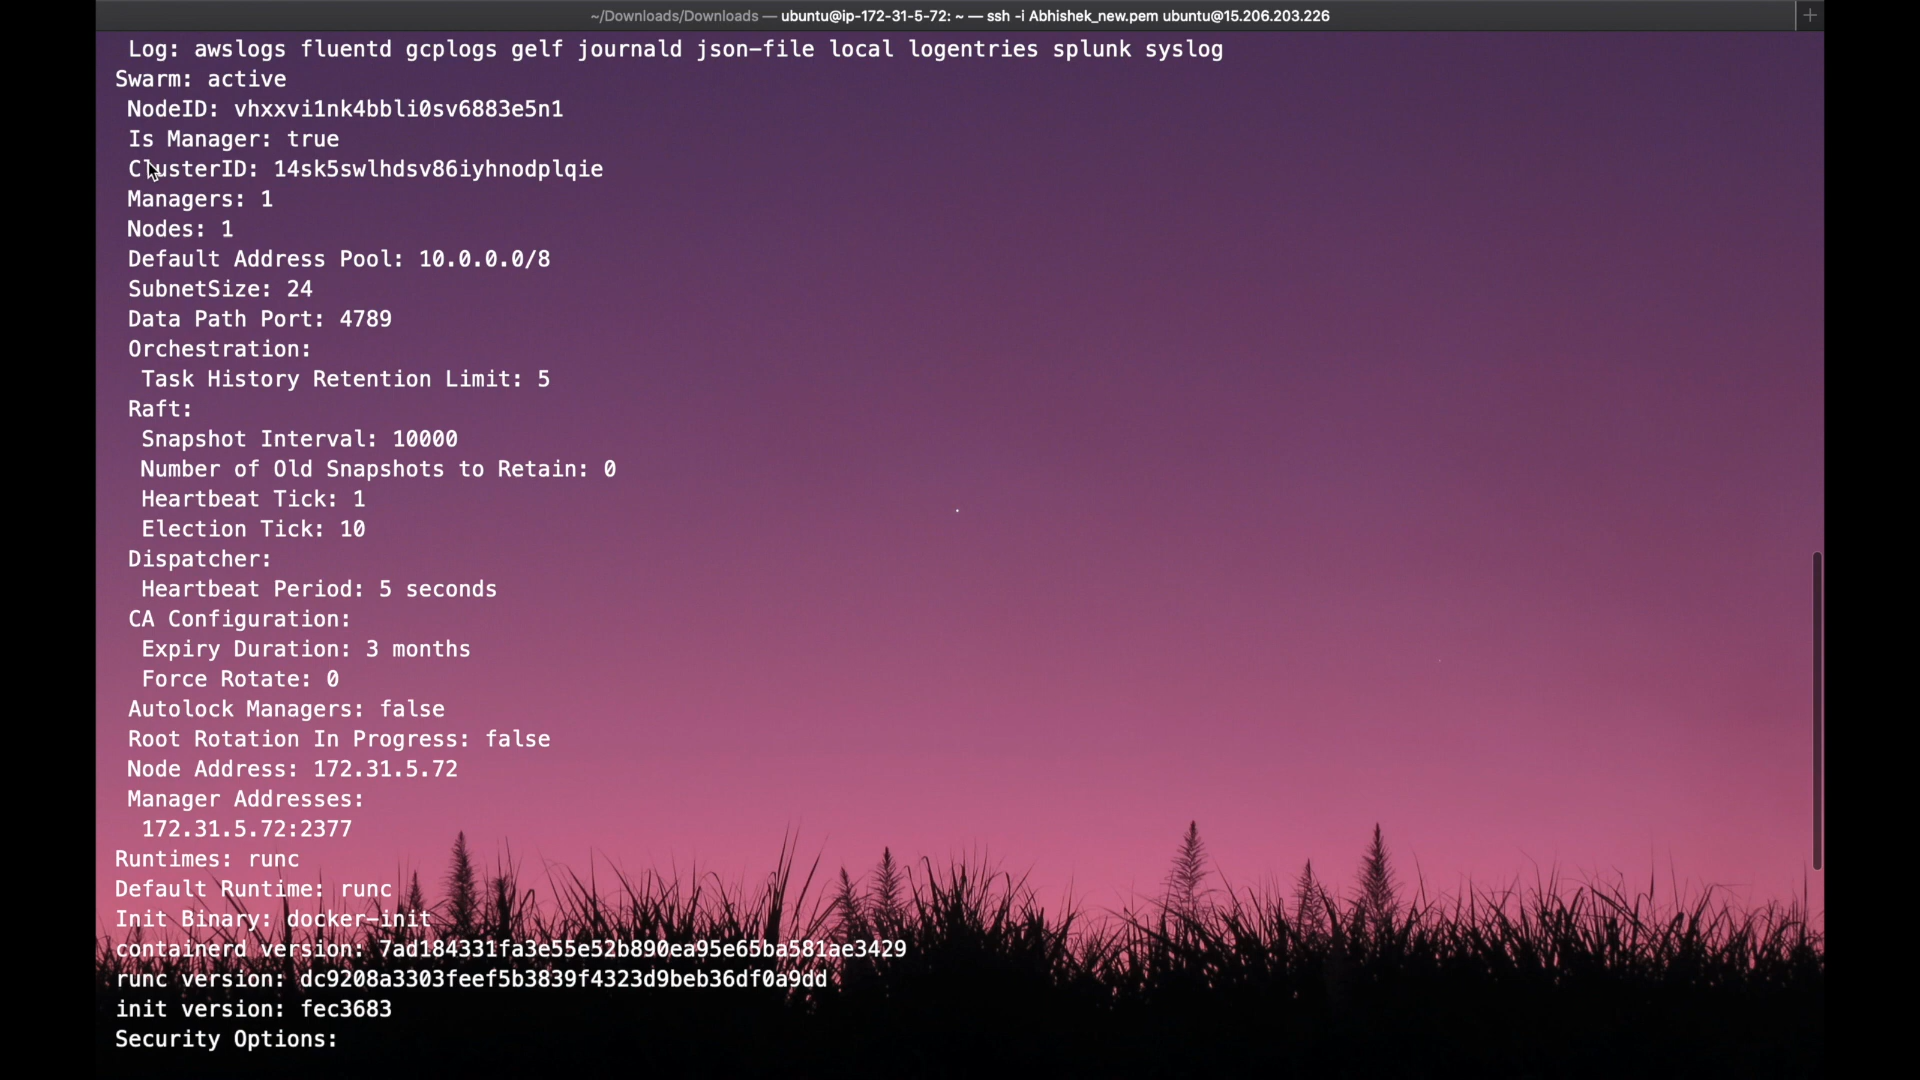 ~/Downloads/Downloads — ubuntu@ip-172-31-5-72: ~ — ssh -i Abhishek_new.pem ubuntu@15.206.203.226
Log: awslogs fluentd gcplogs gelf journald json-file local logentries splunk syslog
Swarm: active
NodeID: vhxxvi1nk4bbli0sv6883e5n1
Is Manager: true
ClusterID: 14sk5swlhdsv86iyhnodplqie
Managers: 1
Nodes: 1
Default Address Pool: 10.0.0.0/8
SubnetSize: 24
Data Path Port: 4789
Orchestration:
Task History Retention Limit: 5
Raft:
Snapshot Interval: 10000
Number of Old Snapshots to Retain: 0
Heartbeat Tick: 1
Election Tick: 10
Dispatcher:
Heartbeat Period: 5 seconds
CA Configuration:
Expiry Duration: 3 months
Force Rotate: 0
Autolock Managers: false
Root Rotation In Progress: false
Node Address: 172.31.5.72
Manager Addresses:
172.31.5.72:2377
Runtimes: runc
Default Runtime: runc
Init Binary: docker-init
containerd version: 7ad184331fa3e55e52b890ea95e65ba581ae3429
runc version: dc9208a3303feef5b3839f4323d9beb36df0a9dd
init version: fec3683
Security Options: